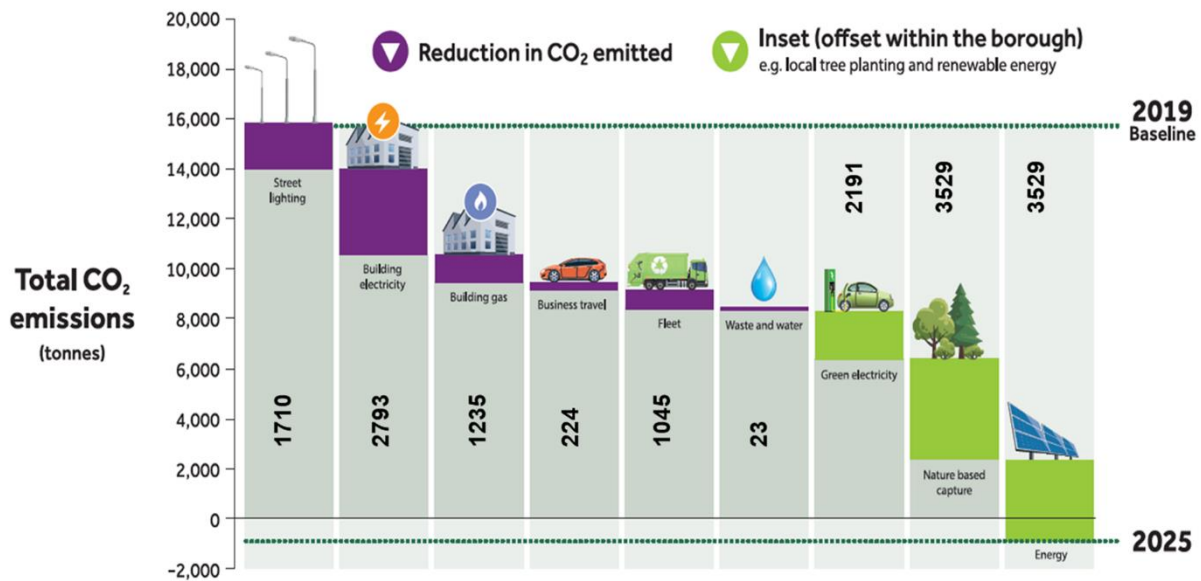 20,000
18,000
16,000
14,000
12,000
10,000
8,000
6,000
4,000
2,000
0
-2,000
Total CO₂
emissions
(tonnes)
Reduction in CO₂ emitted
Inset (offset within the borough)
e.g. local tree planting and renewable energy
2019
Baseline
Street
lighting
1710
Building
electricity
2793
Building gas
1235
Business travel
224
Fleet
1045
Waste and water
23
2191
Green electricity
3529
Nature based
capture
3529
Energy
2025